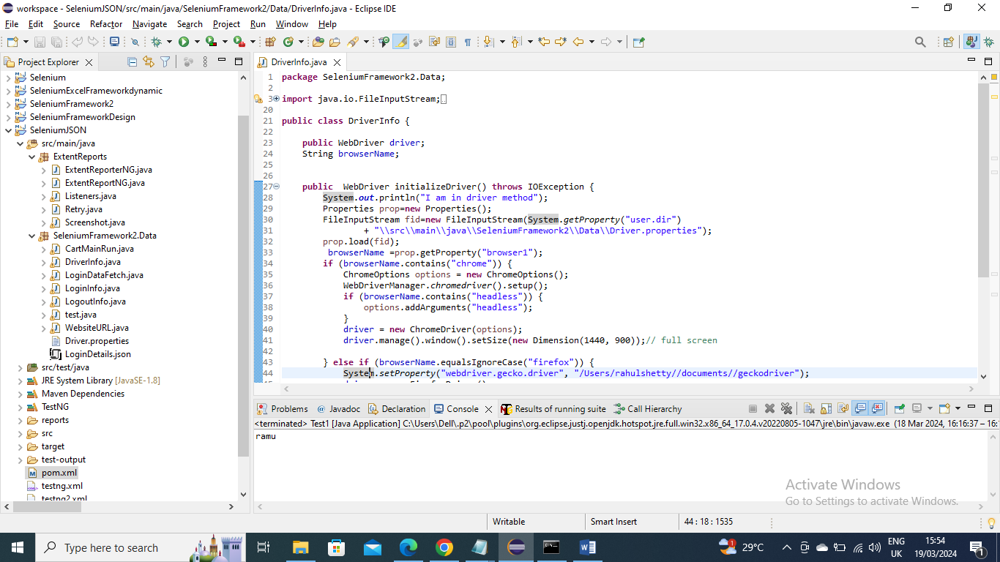 workspace - SeleniumJSON/src/main/java/SeleniumFramework2/Data/DriverInfo.java - Eclipse IDE
File Edit Source Refactor Navigate Search Project Run Window Help
Project Explorer
Selenium
SeleniumExcelFrameworkdynamic
SeleniumFramework2
SeleniumFrameworkDesign
SeleniumJSON
src/main/java
ExtentReports
ExtentReporterNG.java
ExtentReportNG.java
Listeners.java
Retry.java
Screenshot.java
SeleniumFramework2.Data
CartMainRun.java
DriverInfo.java
LoginDataFetch.java
LoginInfo.java
LogoutInfo.java
test.java
WebsiteURL.java
Driver.properties
LoginDetails.json
src/test/java
JRE System Library [JavaSE-1.8]
Maven Dependencies
TestNG
reports
src
target
test-output
pom.xml
testng.xml
testng2.xml
DriverInfo.java
1 package SeleniumFramework2.Data;
2
3 import java.io.FileInputStream;
20
21 public class DriverInfo {
22
23 public WebDriver driver;
24 String browserName;
25
26
27 public  WebDriver initializeDriver() throws IOException {
28 System.out.println("I am in driver method");
29 Properties prop=new Properties();
30 FileInputStream fid=new FileInputStream(System.getProperty("user.dir")
31 + "\\src\\main\\java\\SeleniumFramework2\\Data\\Driver.properties");
32 prop.load(fid);
33 browserName =prop.getProperty("browser1");
34 if (browserName.contains("chrome")) {
35 ChromeOptions options = new ChromeOptions();
36 WebDriverManager.chromedriver().setup();
37 if (browserName.contains("headless")) {
38 options.addArguments("headless");
39 }
40 driver = new ChromeDriver(options);
41 driver.manage().window().setSize(new Dimension(1440, 900));// full screen
42
43 } else if (browserName.equalsIgnoreCase("firefox")) {
44 System.setProperty("webdriver.gecko.driver", "/Users/rahulshetty//documents//geckodriver");
Problems @ Javadoc Declaration Console Results of running suite Call Hierarchy
<terminated> Test1 [Java Application] C:\Users\Dell\.p2\pool\plugins\org.eclipse.justj.openjdk.hotspot.jre.full.win32.x86_64_17.0.4.v20220805-1047\jre\bin\javaw.exe (18 Mar 2024, 16:16:37 – 16:
ramu
Activate Windows
Go to Settings to activate Windows.
Writable Smart Insert 44 : 18 : 1535
Type here to search
29°C
ENG
UK
15:54
19/03/2024
1